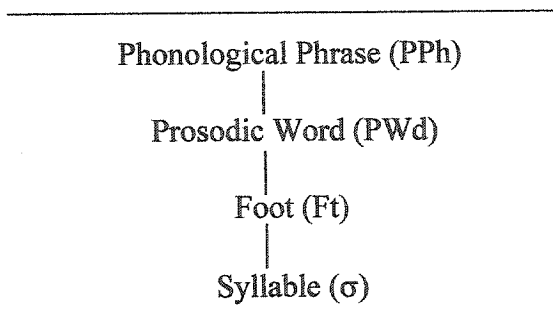 Phonological Phrase (PPh)
Prosodic Word (PWd)
Foot (Ft)
Syllable (σ)